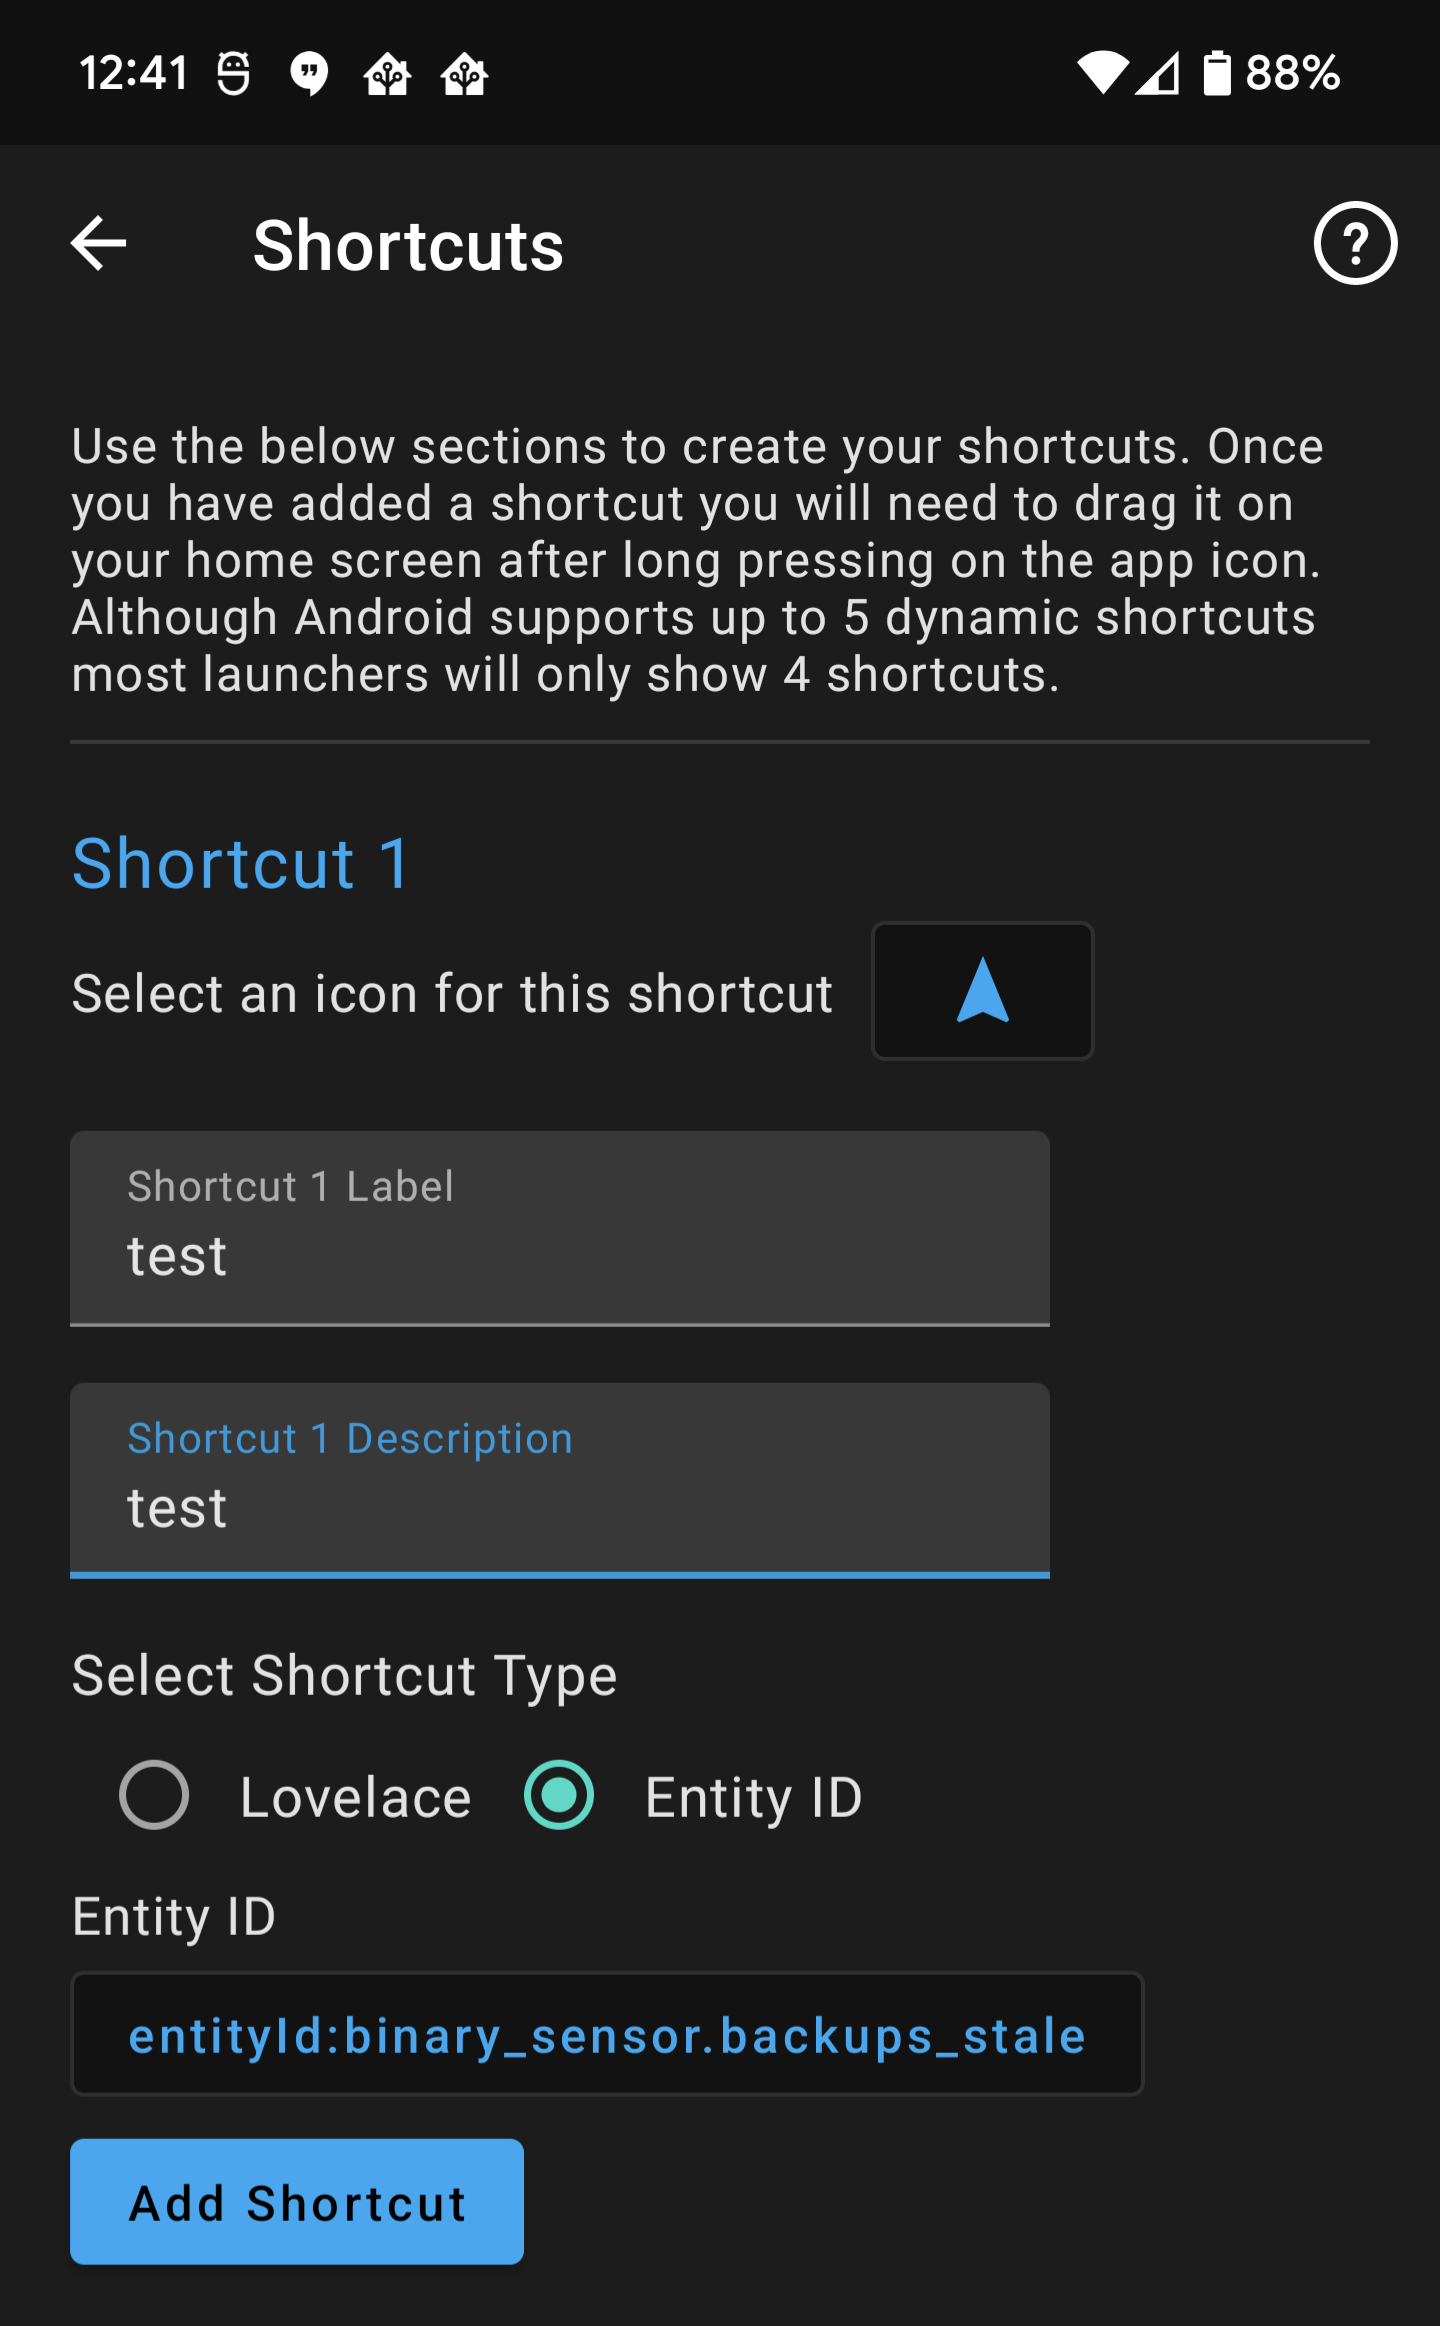 12:41
88%
Shortcuts
?
Use the below sections to create your shortcuts. Once
you have added a shortcut you will need to drag it on
your home screen after long pressing on the app icon.
Although Android supports up to 5 dynamic shortcuts
most launchers will only show 4 shortcuts.
Shortcut 1
Select an icon for this shortcut
Shortcut 1 Label
test
Shortcut 1 Description
test
Select Shortcut Type
Lovelace
Entity ID
Entity ID
entityId:binary_sensor.backups_stale
Add Shortcut